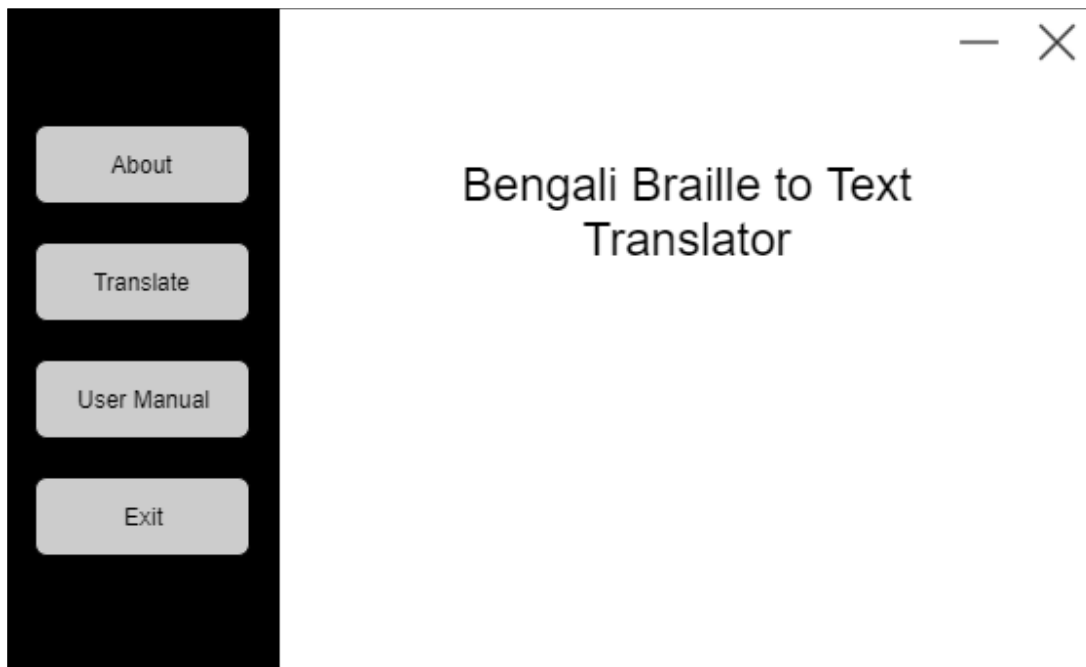 About
Translate
User Manual
Exit
Bengali Braille to Text
Translator